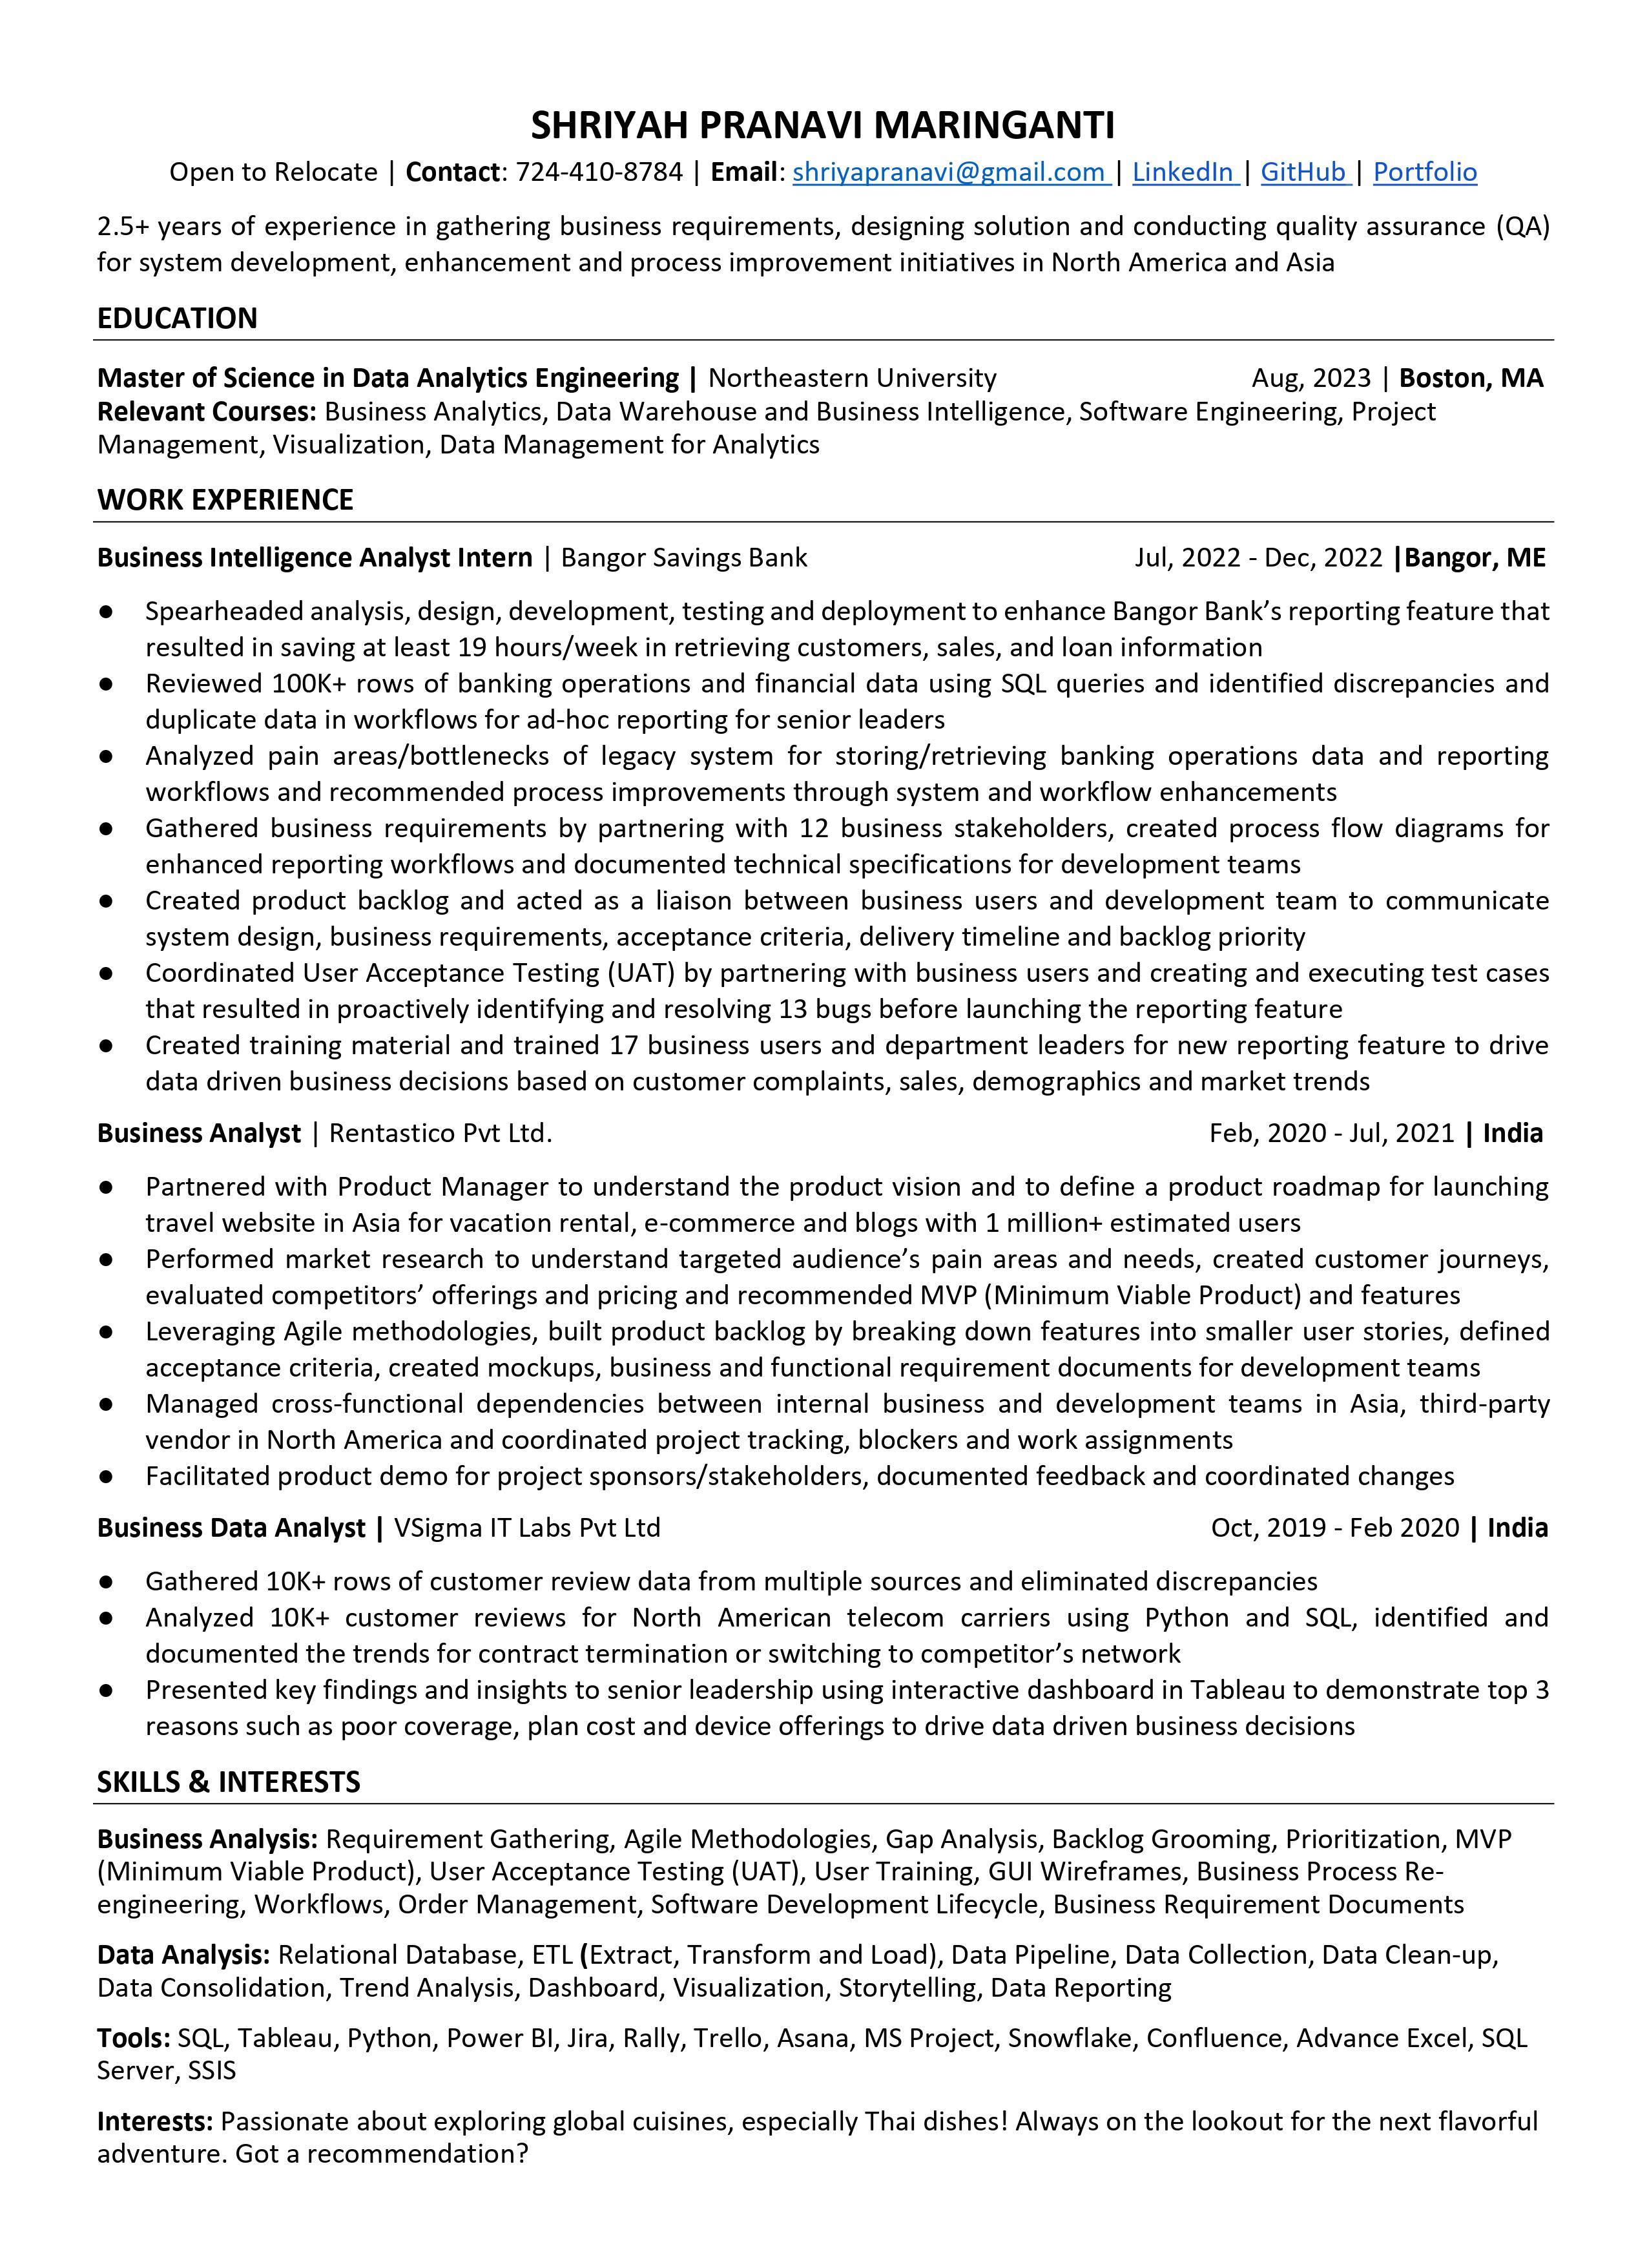 SHRIYAH PRANAVI MARINGANTI
Open to Relocate | Contact: 724-410-8784 | Email: shriyapranavi@gmail.com | LinkedIn | GitHub | Portfolio
2.5+ years of experience in gathering business requirements, designing solution and conducting quality assurance (QA)
for system development, enhancement and process improvement initiatives in North America and Asia
EDUCATION
Master of Science in Data Analytics Engineering | Northeastern University Aug, 2023 | Boston, MA
Relevant Courses: Business Analytics, Data Warehouse and Business Intelligence, Software Engineering, Project
Management, Visualization, Data Management for Analytics
WORK EXPERIENCE
Business Intelligence Analyst Intern | Bangor Savings Bank Jul, 2022 - Dec, 2022 |Bangor, ME
● Spearheaded analysis, design, development, testing and deployment to enhance Bangor Bank’s reporting feature that
resulted in saving at least 19 hours/week in retrieving customers, sales, and loan information
● Reviewed 100K+ rows of banking operations and financial data using SQL queries and identified discrepancies and
duplicate data in workflows for ad-hoc reporting for senior leaders
● Analyzed pain areas/bottlenecks of legacy system for storing/retrieving banking operations data and reporting
workflows and recommended process improvements through system and workflow enhancements
● Gathered business requirements by partnering with 12 business stakeholders, created process flow diagrams for
enhanced reporting workflows and documented technical specifications for development teams
● Created product backlog and acted as a liaison between business users and development team to communicate
system design, business requirements, acceptance criteria, delivery timeline and backlog priority
● Coordinated User Acceptance Testing (UAT) by partnering with business users and creating and executing test cases
that resulted in proactively identifying and resolving 13 bugs before launching the reporting feature
● Created training material and trained 17 business users and department leaders for new reporting feature to drive
data driven business decisions based on customer complaints, sales, demographics and market trends
Business Analyst | Rentastico Pvt Ltd. Feb, 2020 - Jul, 2021 | India
● Partnered with Product Manager to understand the product vision and to define a product roadmap for launching
travel website in Asia for vacation rental, e-commerce and blogs with 1 million+ estimated users
● Performed market research to understand targeted audience’s pain areas and needs, created customer journeys,
evaluated competitors’ offerings and pricing and recommended MVP (Minimum Viable Product) and features
● Leveraging Agile methodologies, built product backlog by breaking down features into smaller user stories, defined
acceptance criteria, created mockups, business and functional requirement documents for development teams
● Managed cross-functional dependencies between internal business and development teams in Asia, third-party
vendor in North America and coordinated project tracking, blockers and work assignments
● Facilitated product demo for project sponsors/stakeholders, documented feedback and coordinated changes
Business Data Analyst | VSigma IT Labs Pvt Ltd Oct, 2019 - Feb 2020 | India
● Gathered 10K+ rows of customer review data from multiple sources and eliminated discrepancies
● Analyzed 10K+ customer reviews for North American telecom carriers using Python and SQL, identified and
documented the trends for contract termination or switching to competitor’s network
● Presented key findings and insights to senior leadership using interactive dashboard in Tableau to demonstrate top 3
reasons such as poor coverage, plan cost and device offerings to drive data driven business decisions
SKILLS & INTERESTS
Business Analysis: Requirement Gathering, Agile Methodologies, Gap Analysis, Backlog Grooming, Prioritization, MVP
(Minimum Viable Product), User Acceptance Testing (UAT), User Training, GUI Wireframes, Business Process Re-
engineering, Workflows, Order Management, Software Development Lifecycle, Business Requirement Documents
Data Analysis: Relational Database, ETL (Extract, Transform and Load), Data Pipeline, Data Collection, Data Clean-up,
Data Consolidation, Trend Analysis, Dashboard, Visualization, Storytelling, Data Reporting
Tools: SQL, Tableau, Python, Power BI, Jira, Rally, Trello, Asana, MS Project, Snowflake, Confluence, Advance Excel, SQL
Server, SSIS
Interests: Passionate about exploring global cuisines, especially Thai dishes! Always on the lookout for the next flavorful
adventure. Got a recommendation?